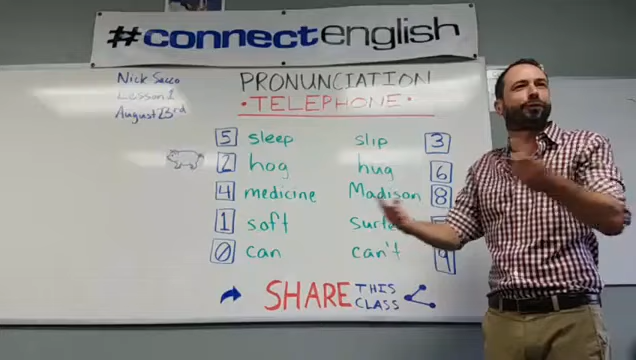 #connectenglish
Nick Sacco
Lesson 1
August 23rd
PRONUNCIATION
• TELEPHONE •
5 sleep slip 3
2 hog hug 6
4 medicine Madison 8
1 soft
0 can can't 9
SHARE THIS CLASS